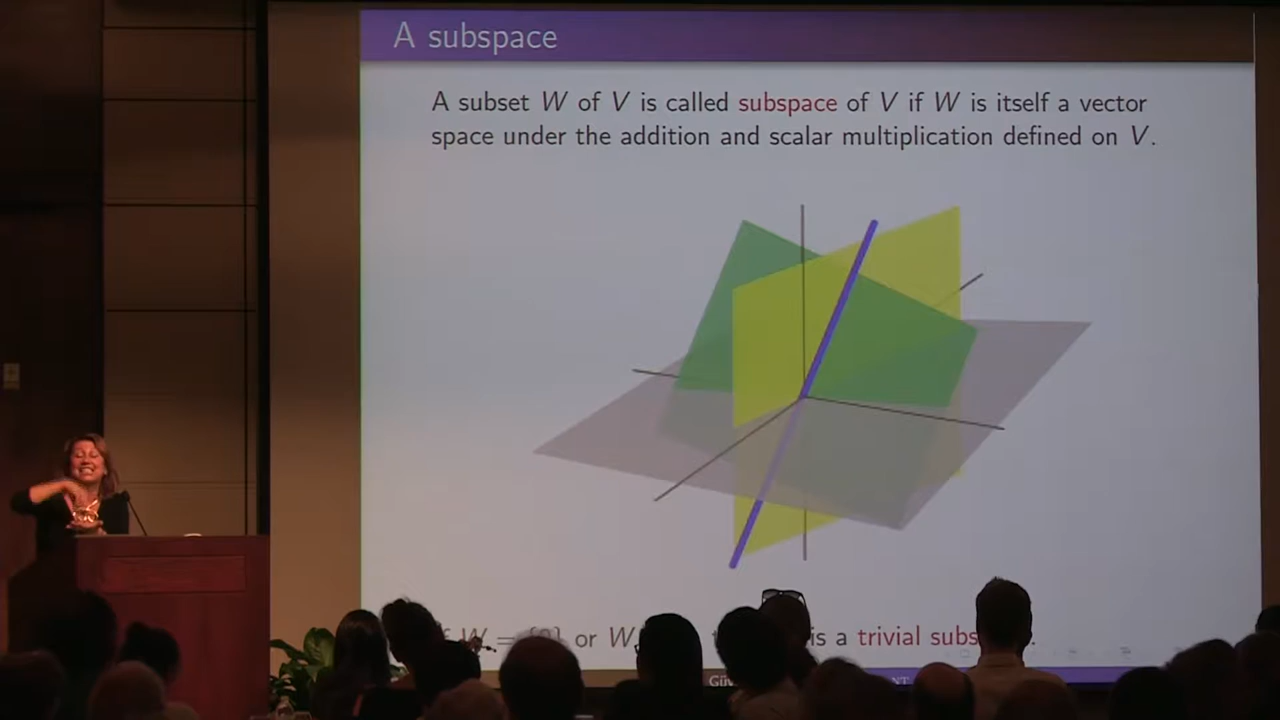 A subspace
A subset W of V is called subspace of V if W is itself a vector
space under the addition and scalar multiplication defined on V.
W = {0} or W is a trivial